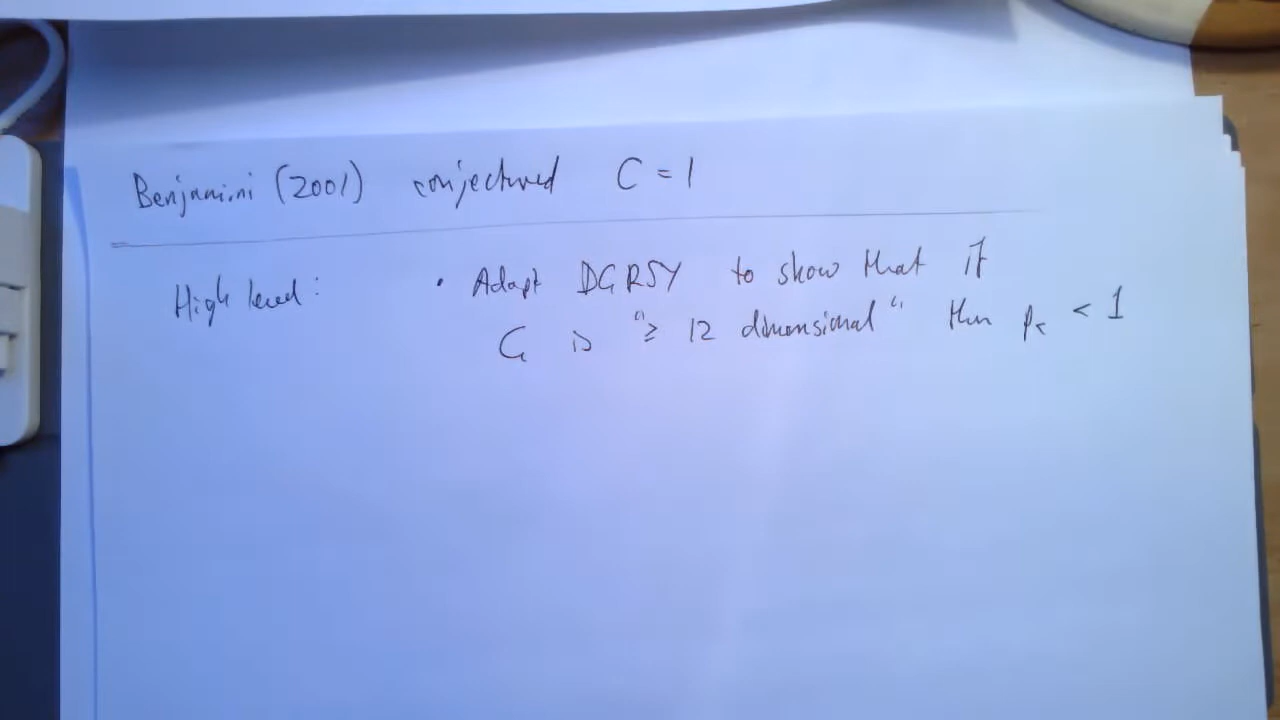 Benjamini (2001) conjectured C = 1
High level: • Adapt DGRSY to show that if
G is "≥ 12 dimensional" then pc < 1